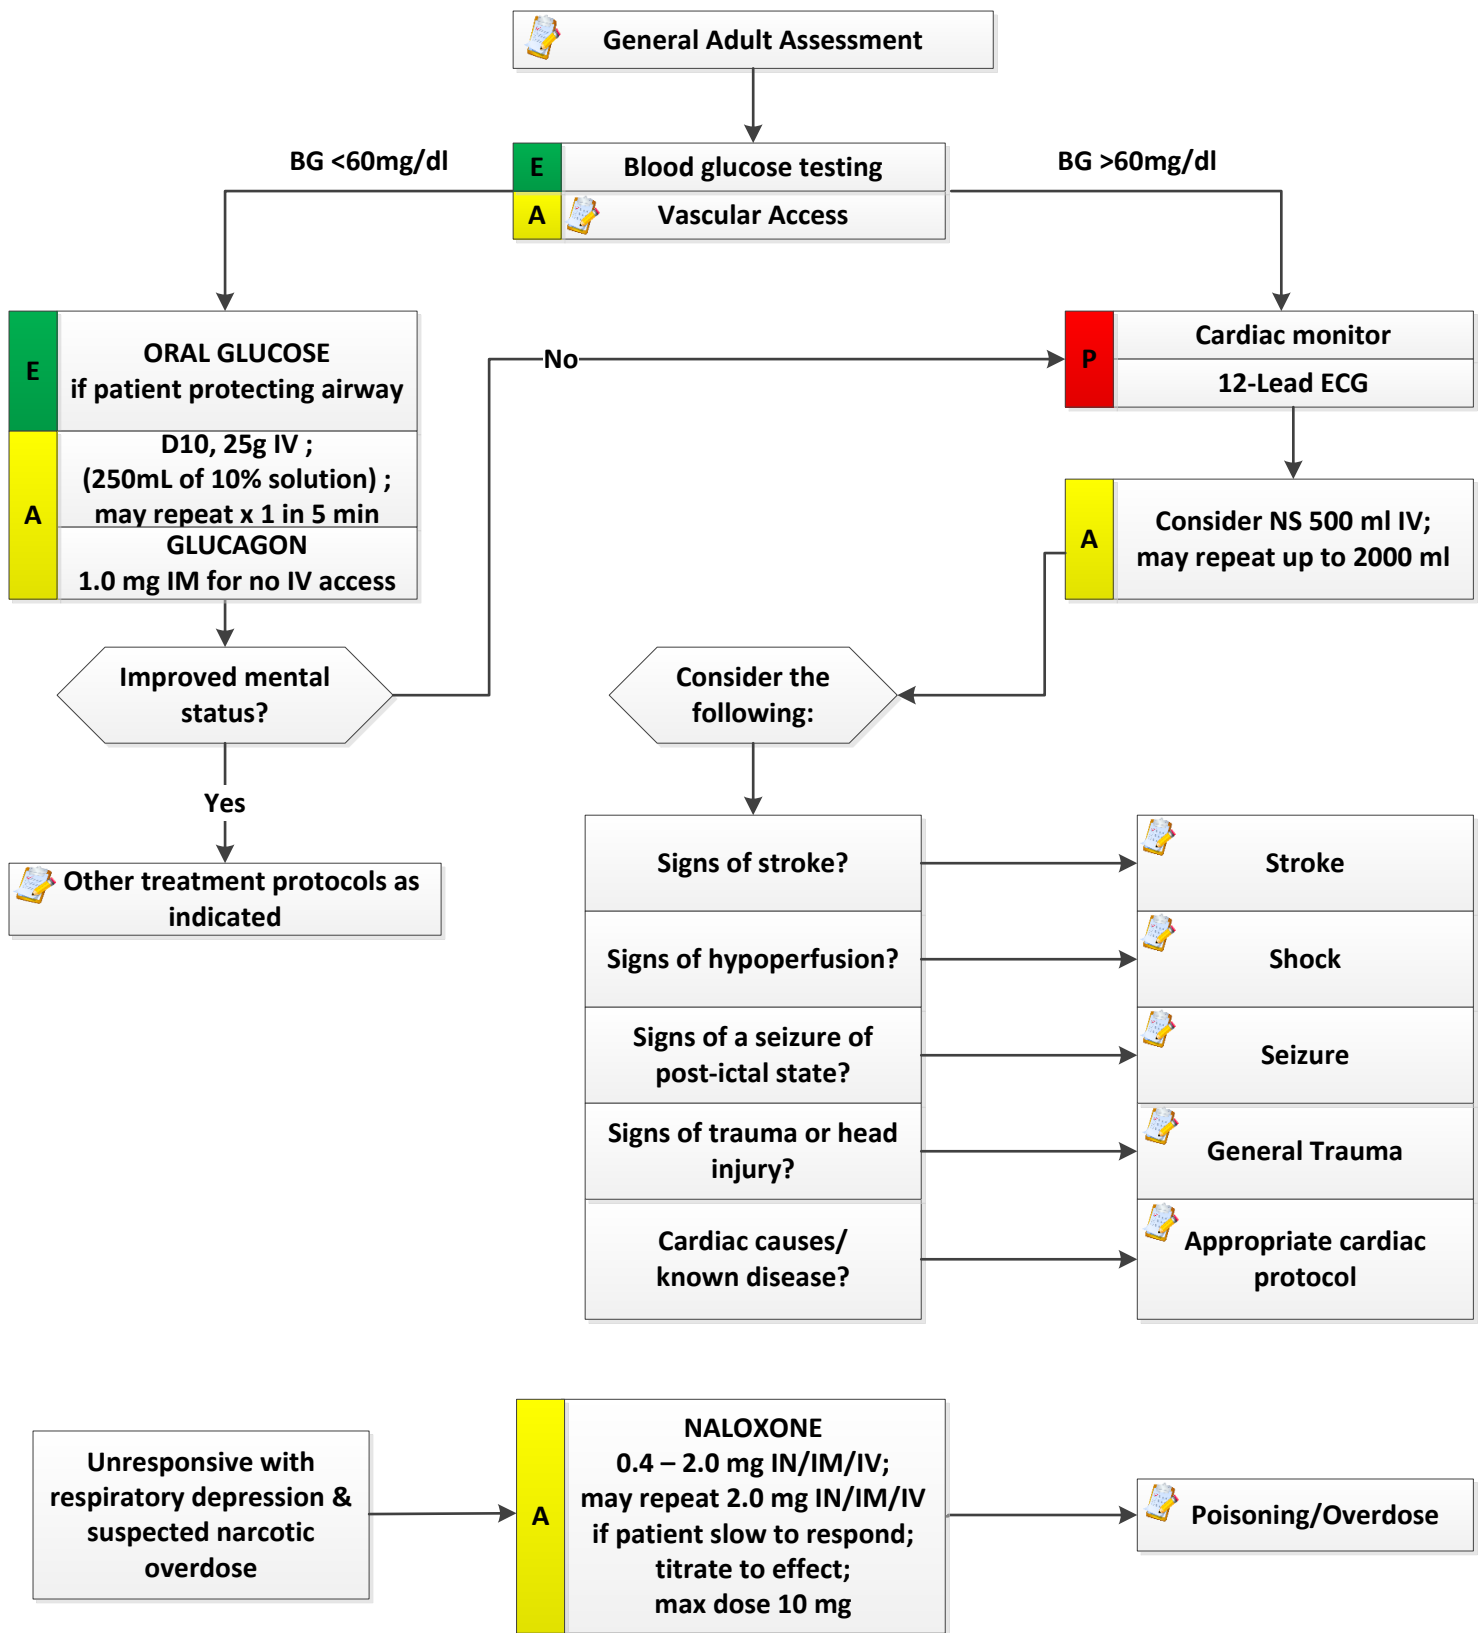 General Adult Assessment
BG <60mg/dl
E
Blood glucose testing
BG >60mg/dl
A
Vascular Access
E
ORAL GLUCOSE
if patient protecting airway
A
D10, 25g IV ;
(250mL of 10% solution) ;
may repeat x 1 in 5 min
GLUCAGON
1.0 mg IM for no IV access
Improved mental
status?
No
Yes
Other treatment protocols as
indicated
P
Cardiac monitor
12-Lead ECG
A
Consider NS 500 ml IV;
may repeat up to 2000 ml
Consider the
following:
Signs of stroke?
Stroke
Signs of hypoperfusion?
Shock
Signs of a seizure of
post-ictal state?
Seizure
Signs of trauma or head
injury?
General Trauma
Cardiac causes/
known disease?
Appropriate cardiac
protocol
Unresponsive with
respiratory depression &
suspected narcotic
overdose
A
NALOXONE
0.4 – 2.0 mg IN/IM/IV;
may repeat 2.0 mg IN/IM/IV
if patient slow to respond;
titrate to effect;
max dose 10 mg
Poisoning/Overdose